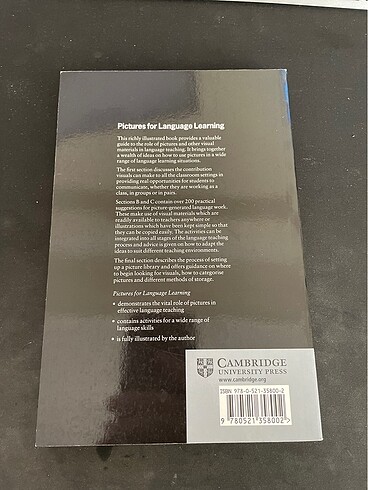 Pictures for Language Learning
This richly illustrated book provides a valuable
guide to the role of pictures and other visual
materials in language teaching. It brings together
a wealth of ideas on how to use pictures in a wide
range of language learning situations.
The first section discusses the contribution
visuals can make to all the classroom settings in
providing real opportunities for students to
communicate, whether they are working as a
class, in groups or in pairs.
Sections B and C contain over 200 practical
suggestions for picture-generated language work.
These make use of visual materials which are
readily available to teachers anywhere or
illustrations which have been kept simple so that
they can be copied easily. The activities can be
integrated into all stages of the language teaching
process and advice is given on how to adapt the
ideas to suit different teaching environments.
The final section describes the process of setting
up a picture library and offers guidance on where
to begin looking for visuals, how to categorise
pictures and different methods of storage.
Pictures for Language Learning
• demonstrates the vital role of pictures in
effective language teaching
• contains activities for a wide range of
language skills
• is fully illustrated by the author
CAMBRIDGE
UNIVERSITY PRESS
www.cambridge.org
ISBN 978-0-521-35800-2
9 780521 358002 >